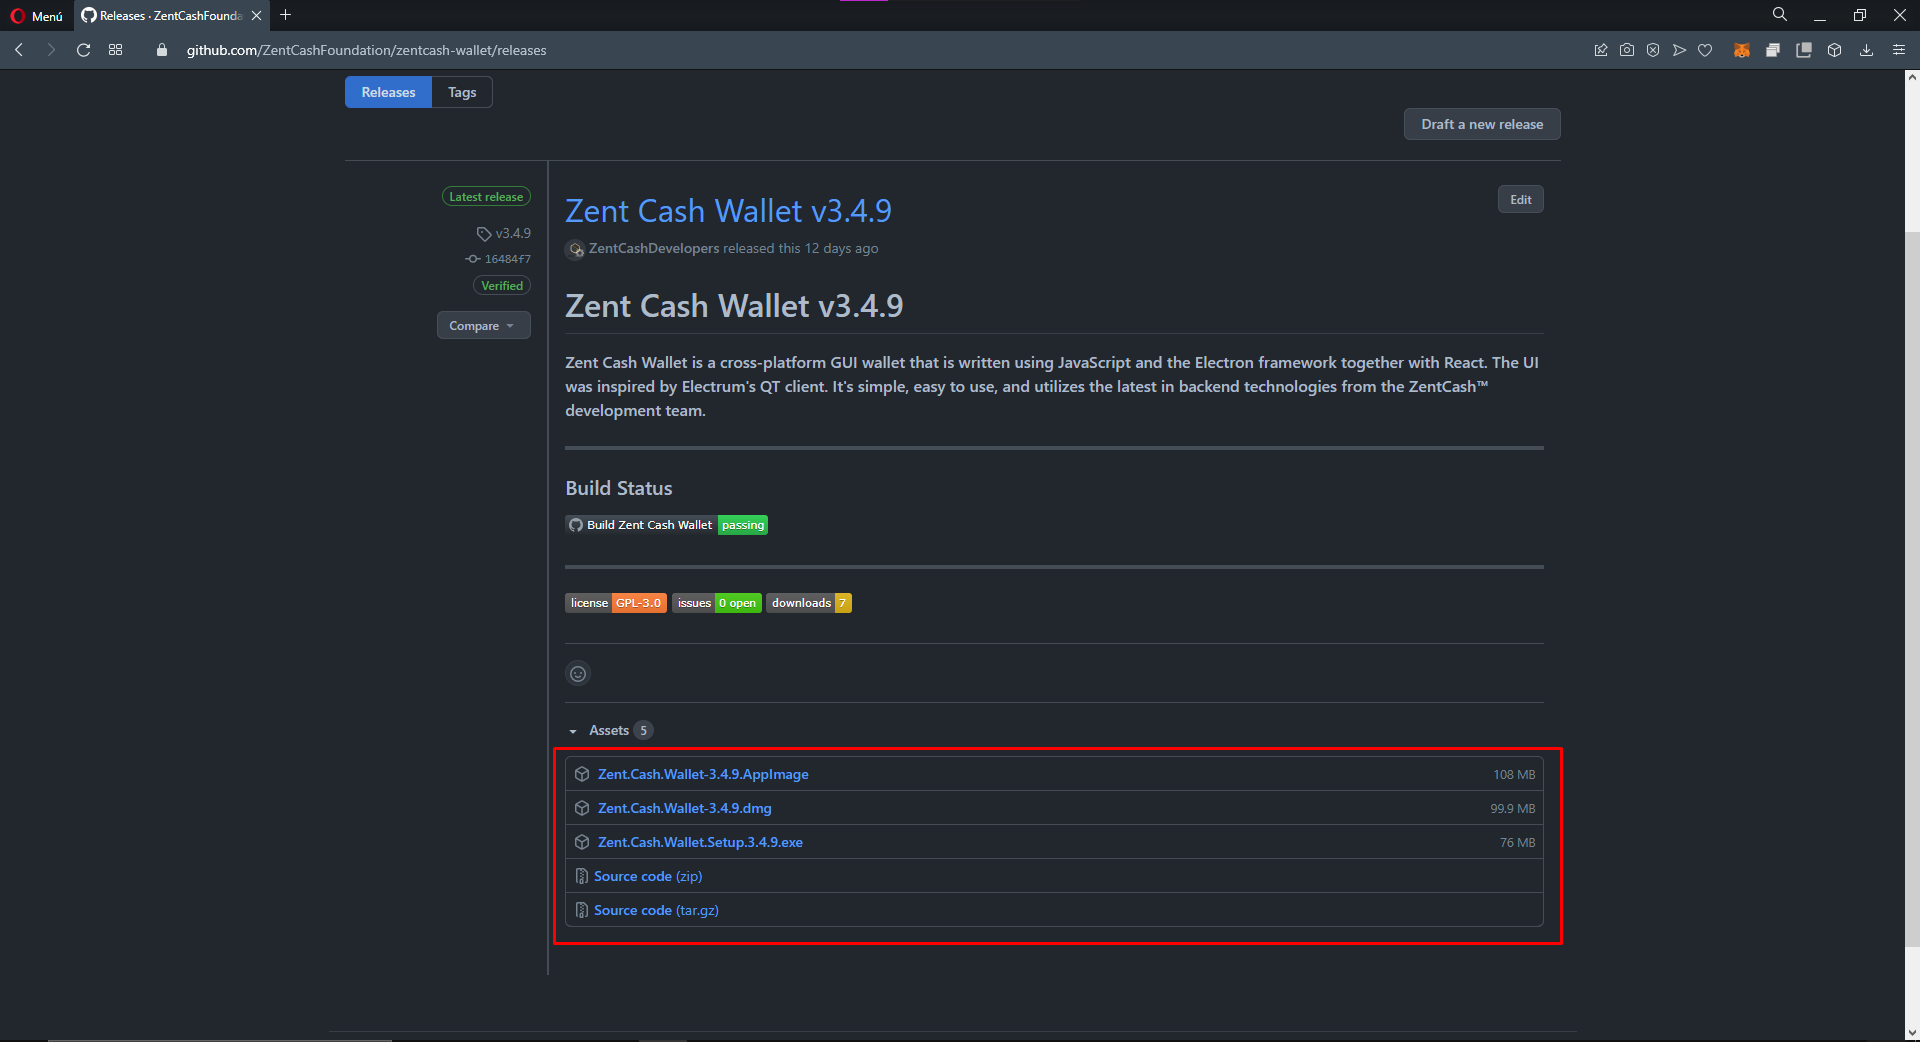 Menú
Releases · ZentCashFounda
github.com/ZentCashFoundation/zentcash-wallet/releases
Releases
Tags
Draft a new release
Latest release
v3.4.9
16484f7
Verified
Compare
Zent Cash Wallet v3.4.9
Edit
ZentCashDevelopers released this 12 days ago
Zent Cash Wallet v3.4.9
Zent Cash Wallet is a cross-platform GUI wallet that is written using JavaScript and the Electron framework together with React. The UI
was inspired by Electrum's QT client. It's simple, easy to use, and utilizes the latest in backend technologies from the ZentCash™
development team.
Build Status
Build Zent Cash Wallet passing
license GPL-3.0 issues 0 open downloads 7
Assets 5
Zent.Cash.Wallet-3.4.9.AppImage 108 MB
Zent.Cash.Wallet-3.4.9.dmg 99.9 MB
Zent.Cash.Wallet.Setup.3.4.9.exe 76 MB
Source code (zip)
Source code (tar.gz)